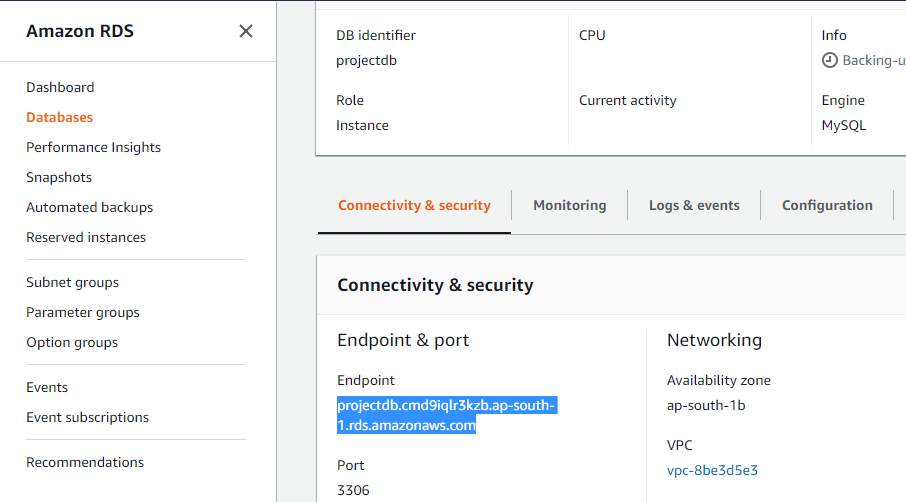 Amazon RDS
Dashboard
Databases
Performance Insights
Snapshots
Automated backups
Reserved instances
Subnet groups
Parameter groups
Option groups
Events
Event subscriptions
Recommendations
DB identifier
projectdb
CPU
Info
Backing-u
Role
Instance
Current activity
Engine
MySQL
Connectivity & security
Monitoring
Logs & events
Configuration
Connectivity & security
Endpoint & port
Endpoint
projectdb.cmd9iqlr3kzb.ap-south-
1.rds.amazonaws.com
Port
3306
Networking
Availability zone
ap-south-1b
VPC
vpc-8be3d5e3